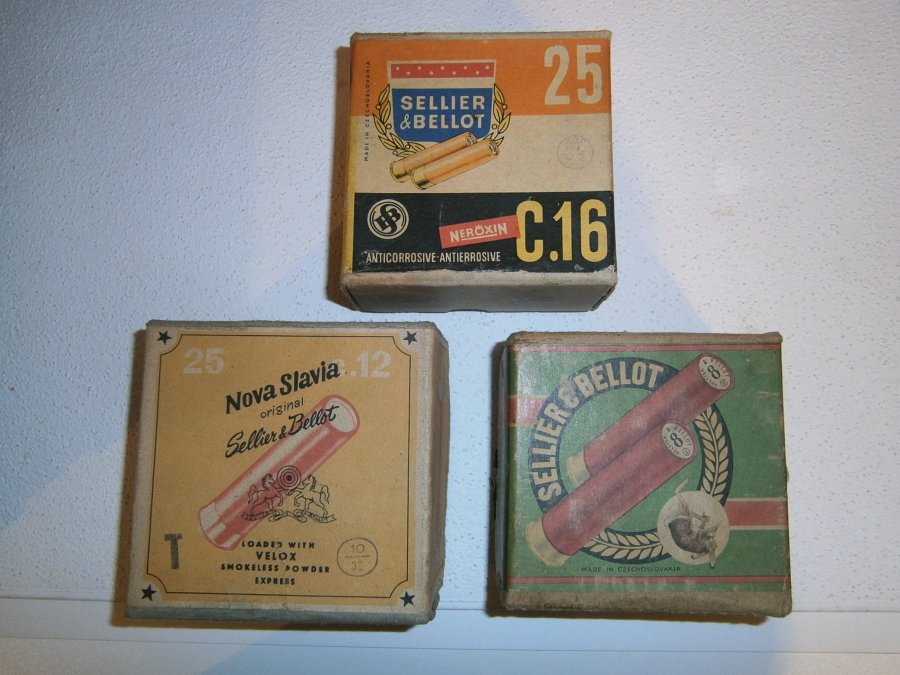 MADE IN CZECHOSLOVAKIA
SELLIER
& BELLOT
25
SB
NEROXIN
C.16
ANTICORROSIVE-ANTIERROSIVE
25
.12
Nova Slavia
original
Sellier & Bellot
T
LOADED WITH
VELOX
SMOKELESS POWDER
EXPRESS
10
SELLIER & BELLOT
8
8
MADE IN CZECHOSLOVAKIA